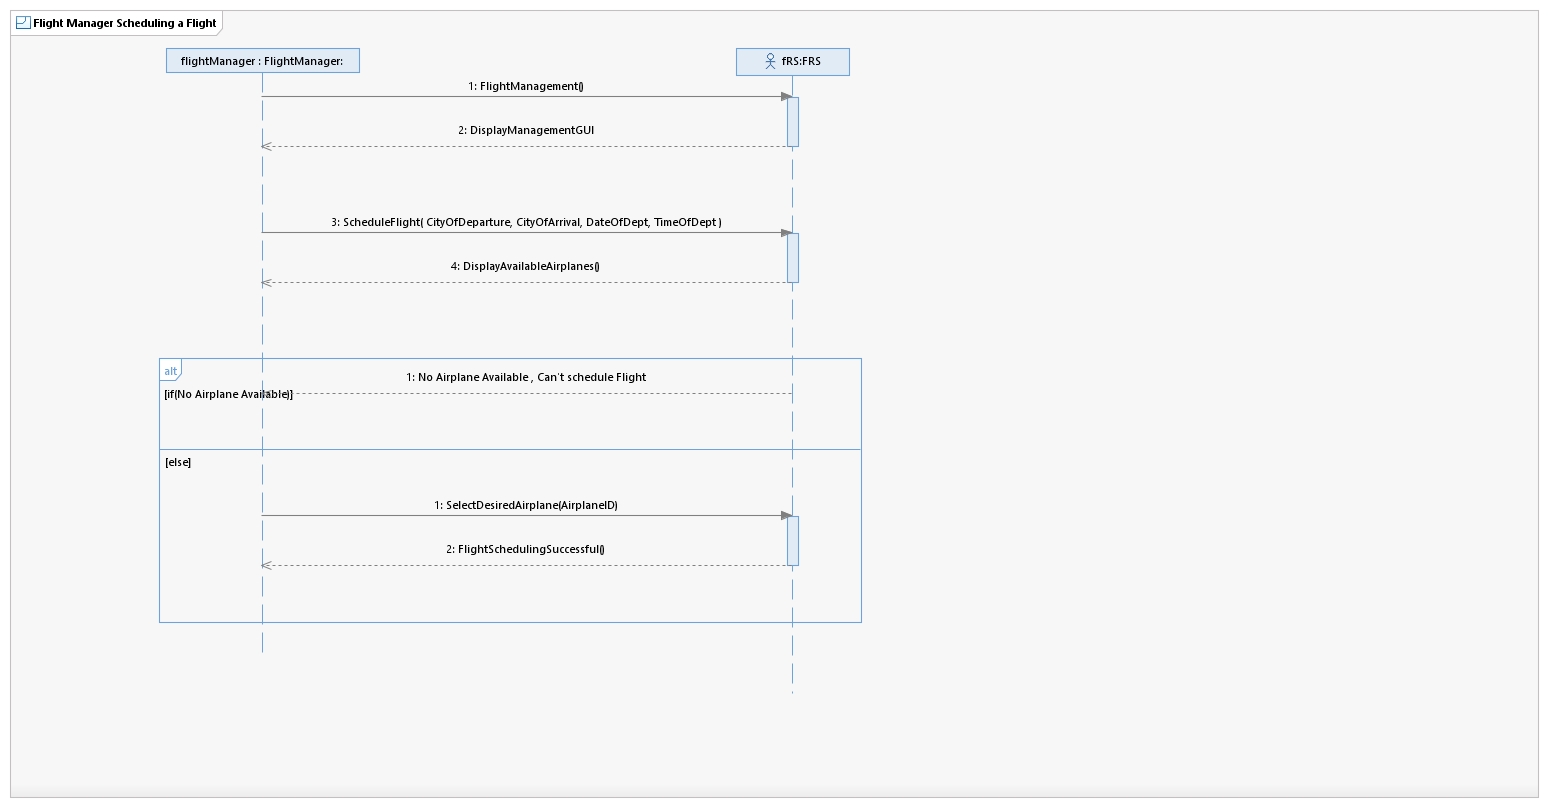 Flight Manager Scheduling a Flight
flightManager : FlightManager:
fRS:FRS
1: FlightManagement()
2: DisplayManagementGUI
3: ScheduleFlight( CityOfDeparture, CityOfArrival, DateOfDept, TimeOfDept )
4: DisplayAvailableAirplanes()
alt
1: No Airplane Available , Can't schedule Flight
[if(No Airplane Available)]
[else]
1: SelectDesiredAirplane(AirplaneID)
2: FlightSchedulingSuccessful()